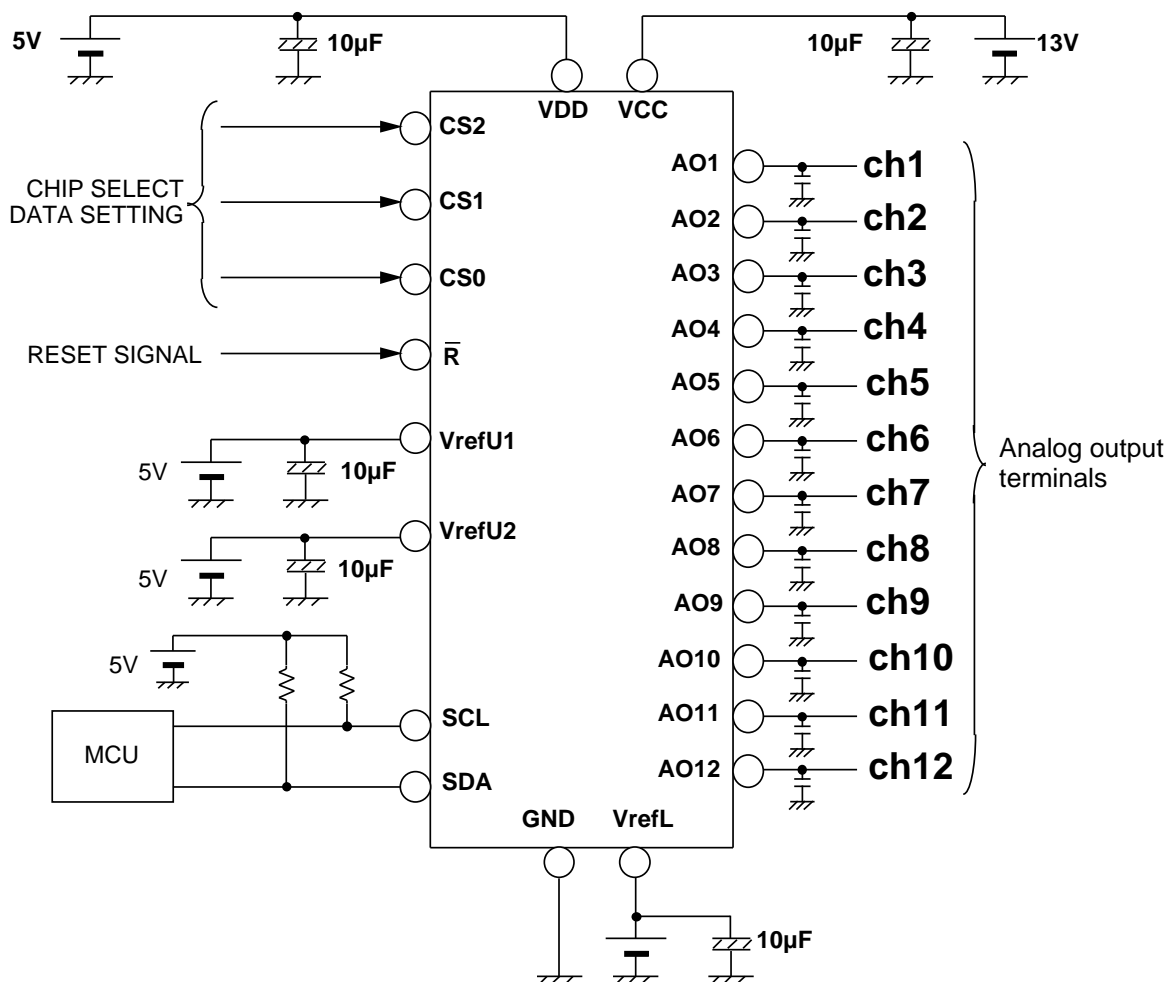 5V
10µF
10µF
13V
VDD
VCC
CHIP SELECT
DATA SETTING
CS2
CS1
CS0
RESET SIGNAL
R̅
VrefU1
5V
10µF
VrefU2
5V
10µF
5V
MCU
SCL
SDA
AO1
ch1
AO2
ch2
AO3
ch3
AO4
ch4
AO5
ch5
AO6
ch6
AO7
ch7
AO8
ch8
AO9
ch9
AO10
ch10
AO11
ch11
AO12
ch12
Analog output
terminals
GND
VrefL
10µF